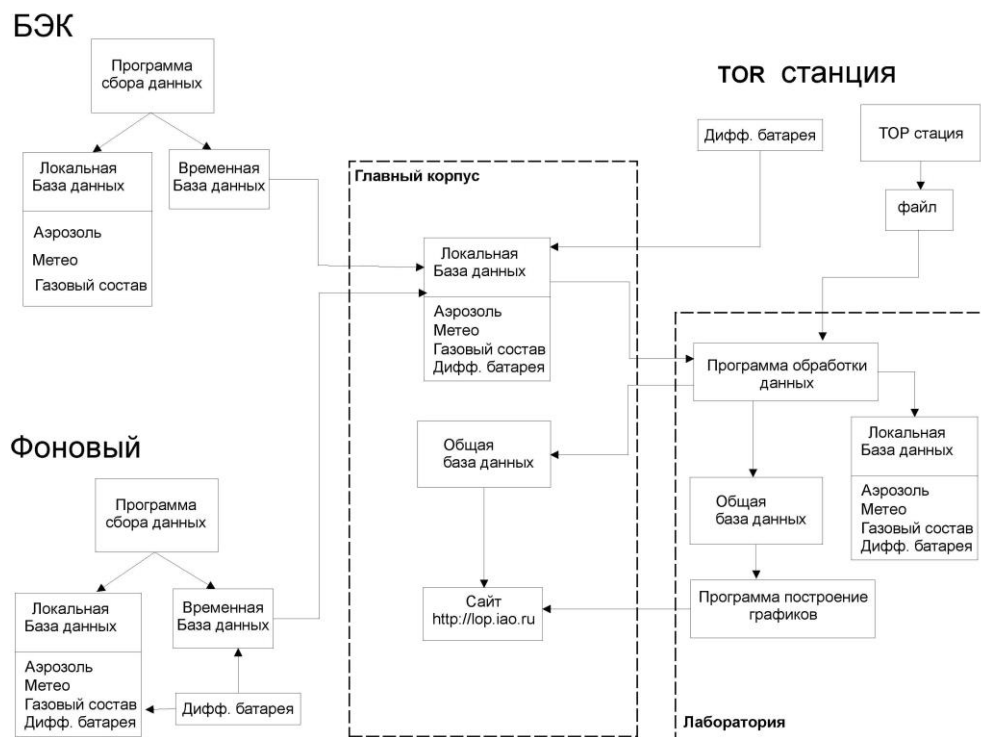 БЭК
Программа
сбора данных
Локальная
База данных
Аэрозоль
Метео
Газовый состав
Временная
База данных
Фоновый
Программа
сбора данных
Локальная
База данных
Аэрозоль
Метео
Газовый состав
Дифф. батарея
Временная
База данных
Дифф. батарея
Главный корпус
Локальная
База данных
Аэрозоль
Метео
Газовый состав
Дифф. батарея
Общая
база данных
Сайт
http://lop.iao.ru
TOR станция
Дифф. батарея
ТОР стация
файл
Программа обработки
данных
Локальная
База данных
Аэрозоль
Метео
Газовый состав
Дифф. батарея
Общая
база данных
Программа построение
графиков
Лаборатория